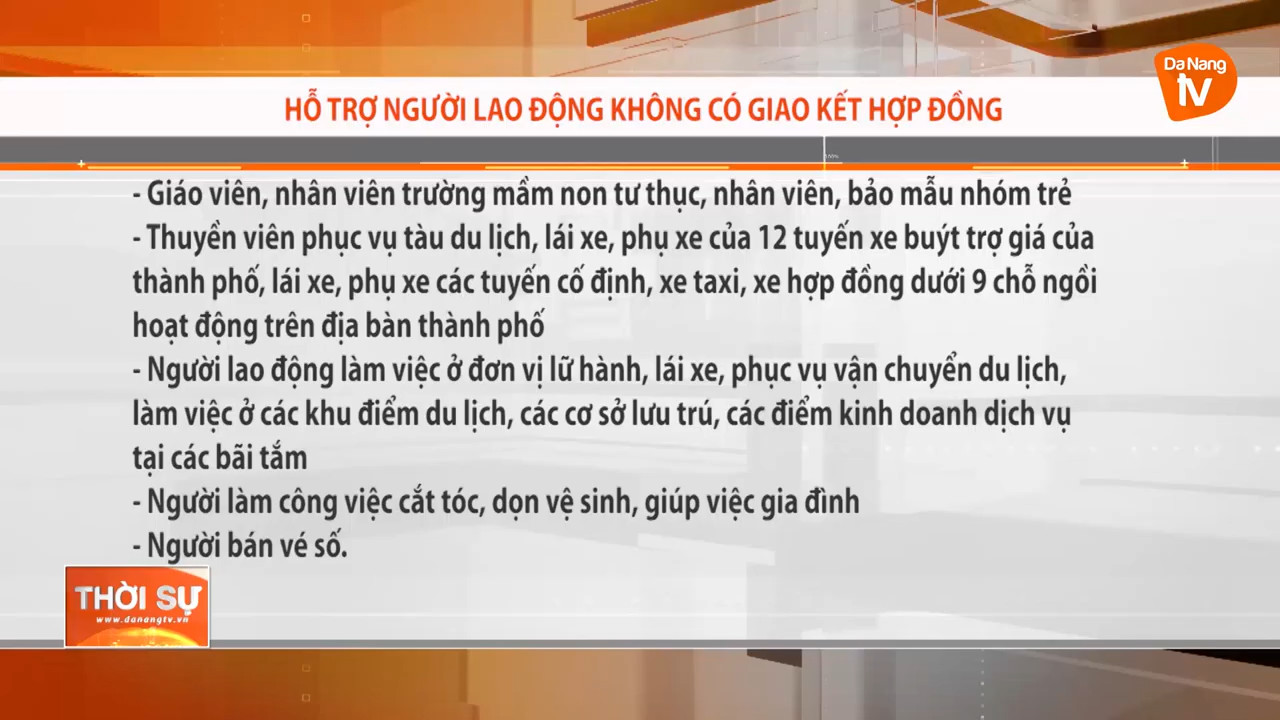 Da Nang
tv
HỖ TRỢ NGƯỜI LAO ĐỘNG KHÔNG CÓ GIAO KẾT HỢP ĐỒNG
100%
- Giáo viên, nhân viên trường mầm non tư thục, nhân viên, bảo mẫu nhóm trẻ
- Thuyền viên phục vụ tàu du lịch, lái xe, phụ xe của 12 tuyến xe buýt trợ giá của
thành phố, lái xe, phụ xe các tuyến cố định, xe taxi, xe hợp đồng dưới 9 chỗ ngồi
hoạt động trên địa bàn thành phố
- Người lao động làm việc ở đơn vị lữ hành, lái xe, phục vụ vận chuyển du lịch,
làm việc ở các khu điểm du lịch, các cơ sở lưu trú, các điểm kinh doanh dịch vụ
tại các bãi tắm
- Người làm công việc cắt tóc, dọn vệ sinh, giúp việc gia đình
- Người bán vé số.
THỜI SỰ
www.danangtv.vn